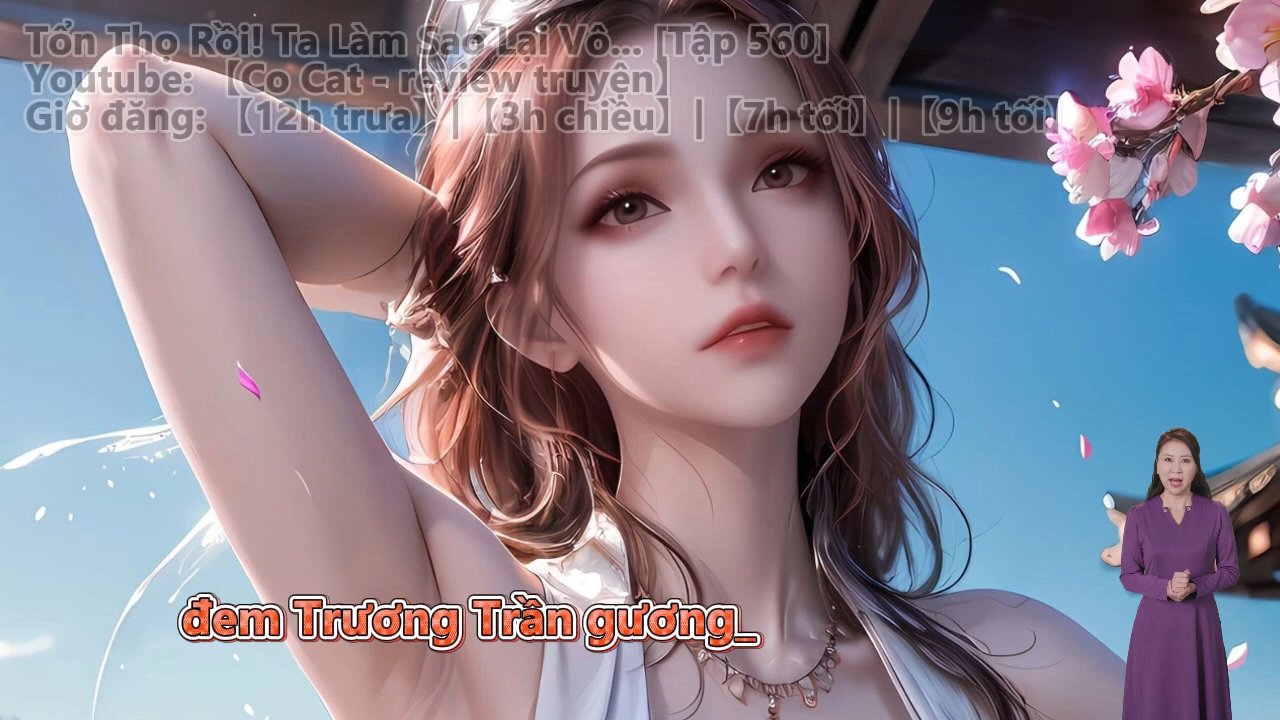 Tổn Thọ Rồi! Ta Làm Sao Lại Vô... [Tập 560]
Youtube: 【Cọ Cat - review truyện】
Giờ đăng: 【12h trưa】 | 【3h chiều】 | 【7h tối】 | 【9h tối】
đem Trương Trần gương_